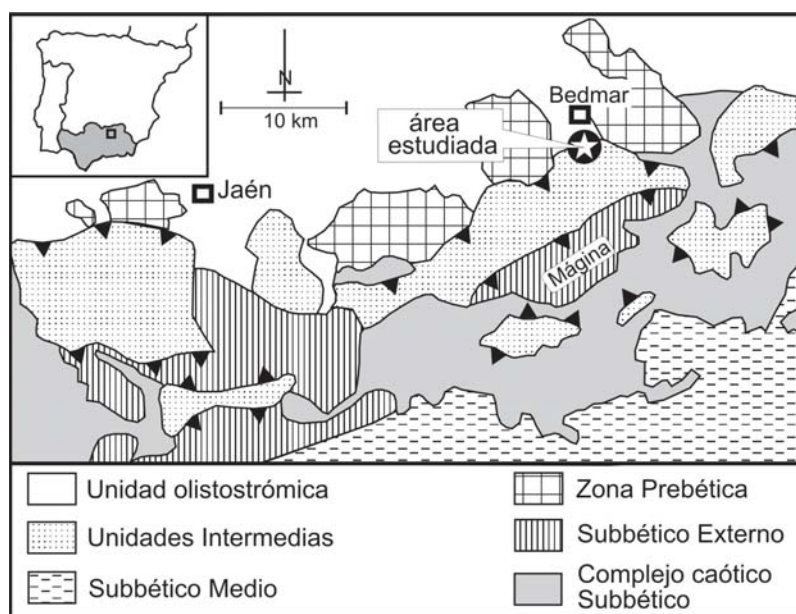 N
10 km
Bedmar
área
estudiada
Jaén
Mágina
Unidad olistostrómica
Unidades Intermedias
Subbético Medio
Zona Prebética
Subbético Externo
Complejo caótico
Subbético